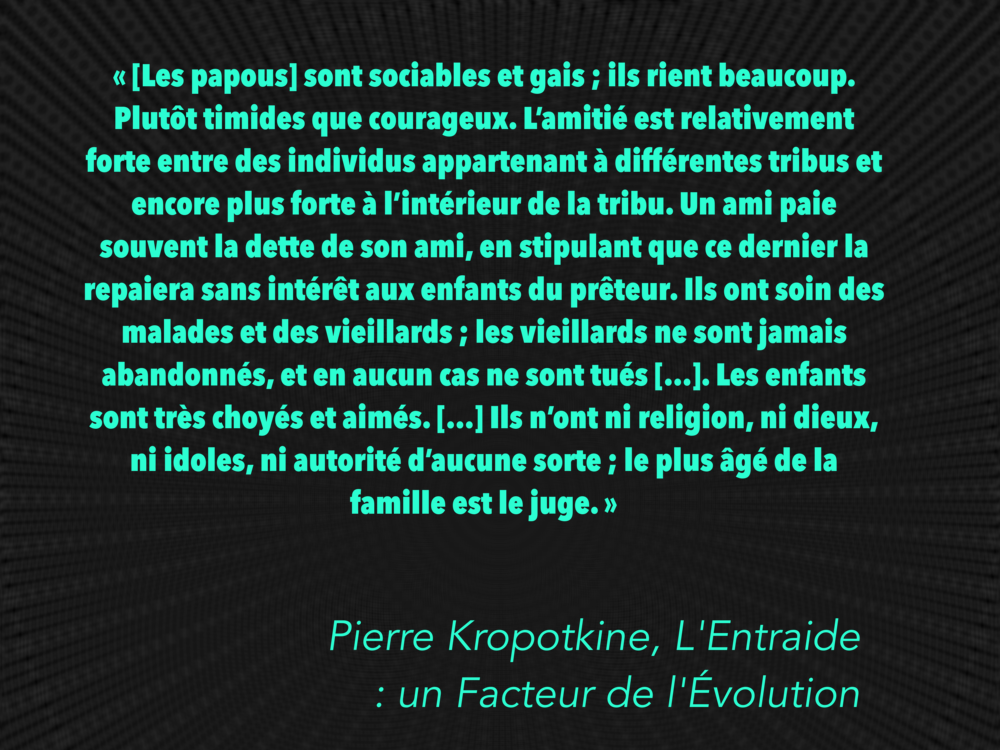 « [Les papous] sont sociables et gais ; ils rient beaucoup.
Plutôt timides que courageux. L’amitié est relativement
forte entre des individus appartenant à différentes tribus et
encore plus forte à l’intérieur de la tribu. Un ami paie
souvent la dette de son ami, en stipulant que ce dernier la
repaiera sans intérêt aux enfants du prêteur. Ils ont soin des
malades et des vieillards ; les vieillards ne sont jamais
abandonnés, et en aucun cas ne sont tués [...]. Les enfants
sont très choyés et aimés. [...] Ils n’ont ni religion, ni dieux,
ni idoles, ni autorité d’aucune sorte ; le plus âgé de la
famille est le juge. »
Pierre Kropotkine, L'Entraide
: un Facteur de l'Évolution